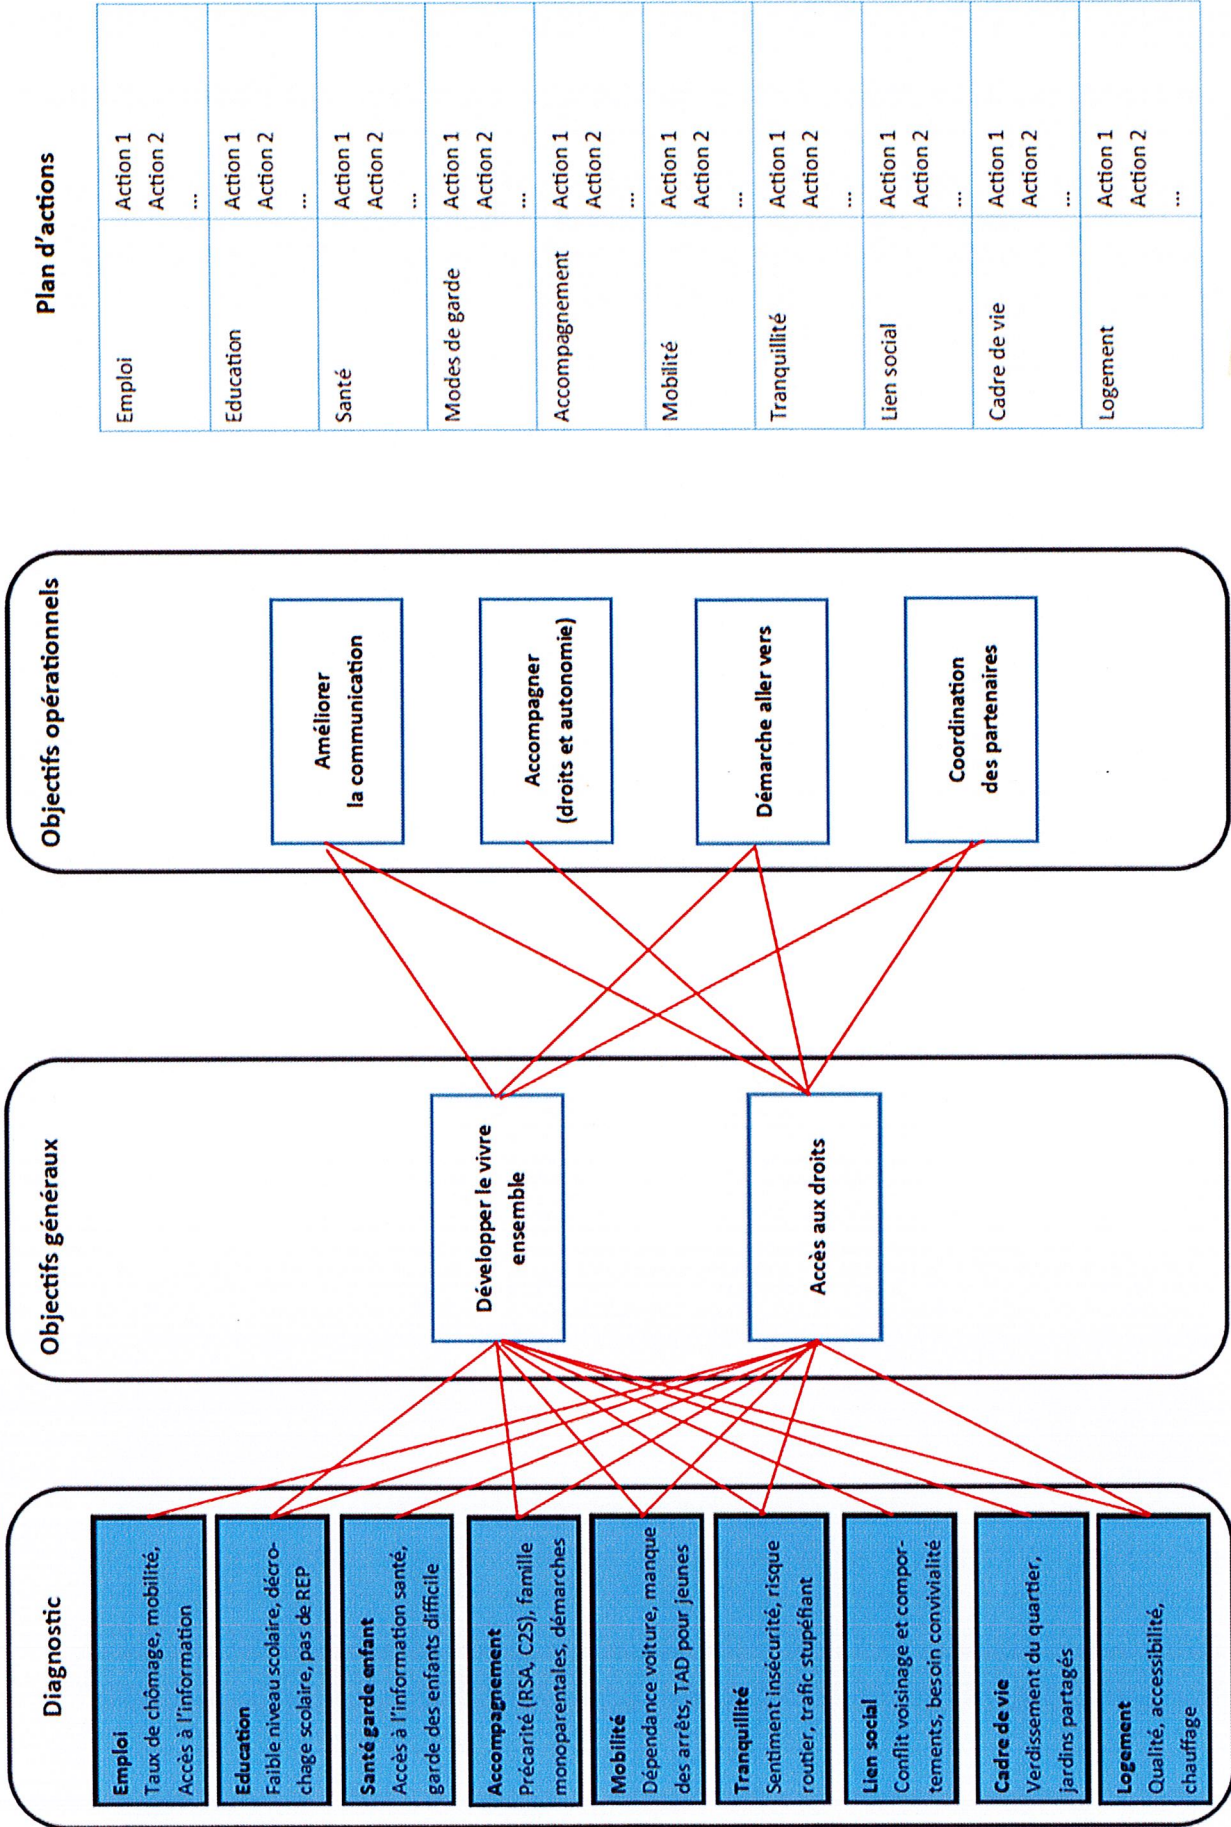 Diagnostic
Emploi
Taux de chômage, mobilité,
Accès à l'information
Education
Faible niveau scolaire, décro-
chage scolaire, pas de REP
Santé garde enfant
Accès à l'information santé,
garde des enfants difficile
Accompagnement
Précarité (RSA, C2S), famille
monoparentales, démarches
Mobilité
Dépendance voiture, manque
des arrêts, TAD pour jeunes
Tranquillité
Sentiment insécurité, risque
routier, trafic stupéfiant
Lien social
Conflit voisinage et compor-
tements, besoin convivialité
Cadre de vie
Verdissement du quartier,
jardins partagés
Logement
Qualité, accessibilité,
chauffage
Objectifs généraux
Développer le vivre
ensemble
Accès aux droits
Objectifs opérationnels
Améliorer
la communication
Accompagner
(droits et autonomie)
Démarche aller vers
Coordination
des partenaires
Plan d'actions
Emploi
Action 1
Action 2
...
Education
Action 1
Action 2
...
Santé
Action 1
Action 2
...
Modes de garde
Action 1
Action 2
...
Accompagnement
Action 1
Action 2
...
Mobilité
Action 1
Action 2
...
Tranquillité
Action 1
Action 2
...
Lien social
Action 1
Action 2
...
Cadre de vie
Action 1
Action 2
...
Logement
Action 1
Action 2
...